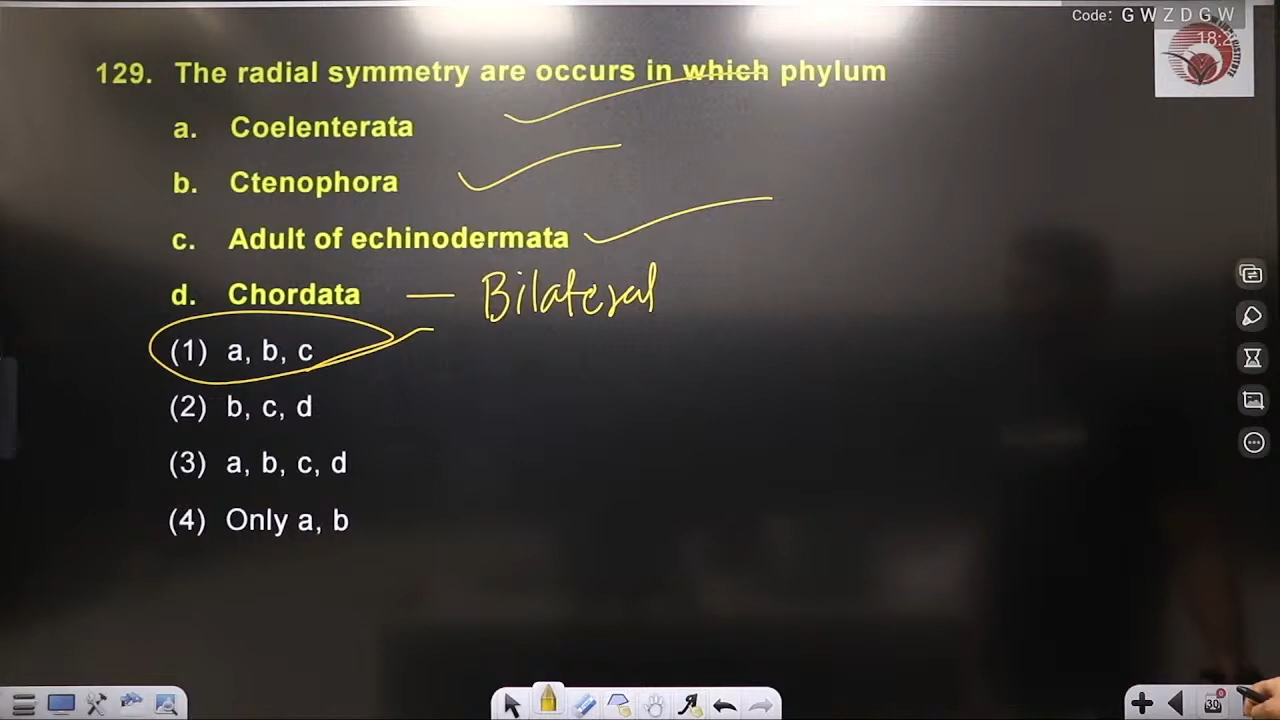 Code: G W Z D G W
129. The radial symmetry are occurs in which phylum
a. Coelenterata
b. Ctenophora
c. Adult of echinodermata
d. Chordata — Bilateral
(1) a, b, c
(2) b, c, d
(3) a, b, c, d
(4) Only a, b